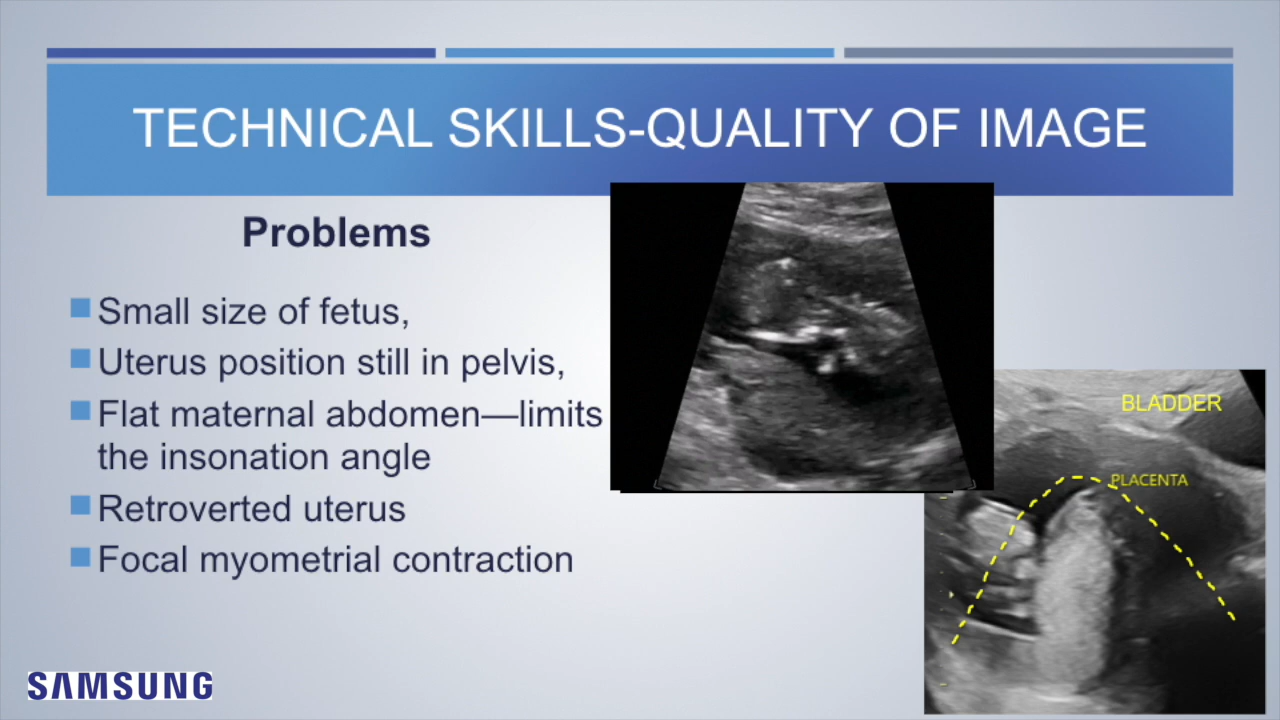 TECHNICAL SKILLS-QUALITY OF IMAGE
Problems
Small size of fetus,
Uterus position still in pelvis,
Flat maternal abdomen—limits
the insonation angle
Retroverted uterus
Focal myometrial contraction
BLADDER
PLACENTA
SAMSUNG